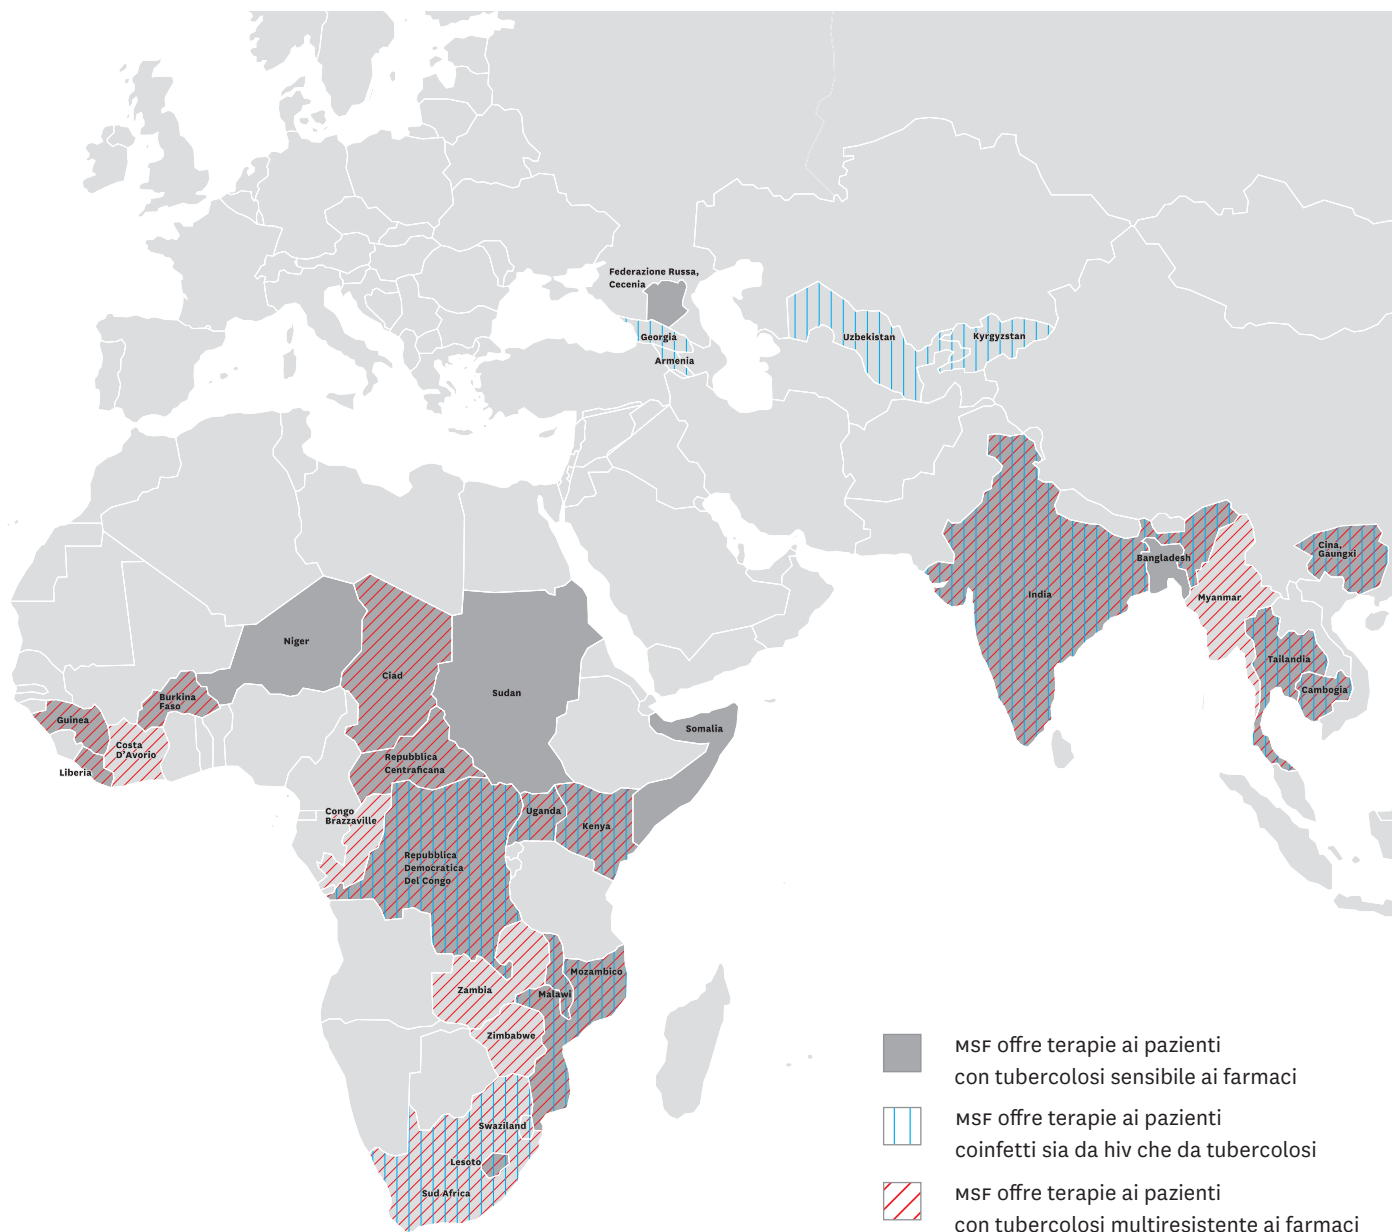 Federazione Russa,
Cecenia
Georgia
Armenia
Uzbekistan
Kyrgyzstan
India
Bangladesh
Myanmar
Cina,
Gaungxi
Tailandia
Cambogia
Niger
Ciad
Sudan
Somalia
Burkina
Faso
Guinea
Costa
D'Avorio
Liberia
Repubblica
Centraficana
Congo
Brazzaville
Uganda
Kenya
Repubblica
Democratica
Del Congo
Zambia
Malawi
Mozambico
Zimbabwe
Swaziland
Lesoto
Sud Africa
MSF offre terapie ai pazienti
con tubercolosi sensibile ai farmaci
MSF offre terapie ai pazienti
coinfetti sia da hiv che da tubercolosi
MSF offre terapie ai pazienti
con tubercolosi multiresistente ai farmaci